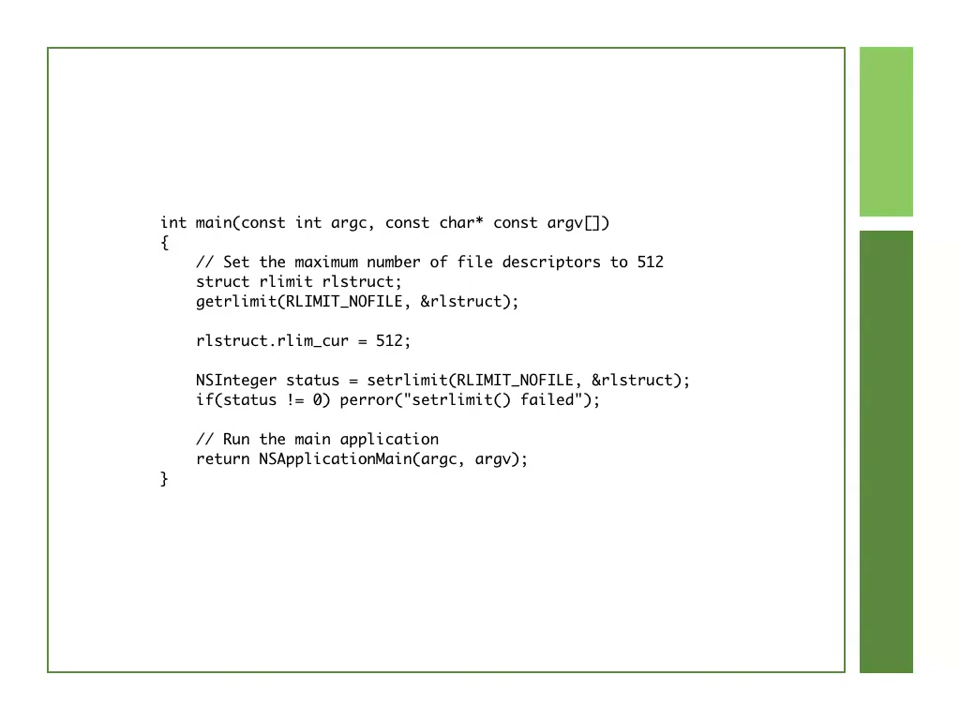 int main(const int argc, const char* const argv[])
{
    // Set the maximum number of file descriptors to 512
    struct rlimit rlstruct;
    getrlimit(RLIMIT_NOFILE, &rlstruct);

    rlstruct.rlim_cur = 512;

    NSInteger status = setrlimit(RLIMIT_NOFILE, &rlstruct);
    if(status != 0) perror("setrlimit() failed");

    // Run the main application
    return NSApplicationMain(argc, argv);
}